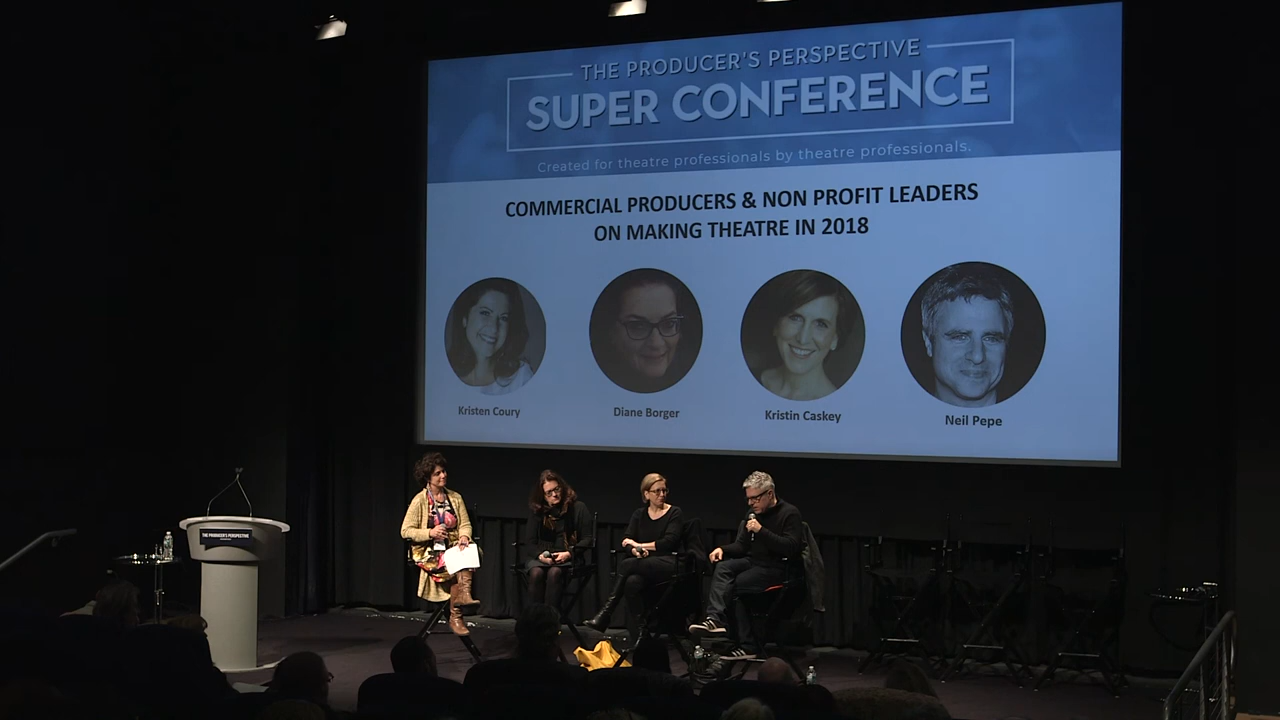 THE PRODUCER'S PERSPECTIVE
SUPER CONFERENCE
Created for theatre professionals by theatre professionals.
COMMERCIAL PRODUCERS & NON PROFIT LEADERS
ON MAKING THEATRE IN 2018
Kristen Coury
Diane Borger
Kristin Caskey
Neil Pepe
THE PRODUCER'S PERSPECTIVE